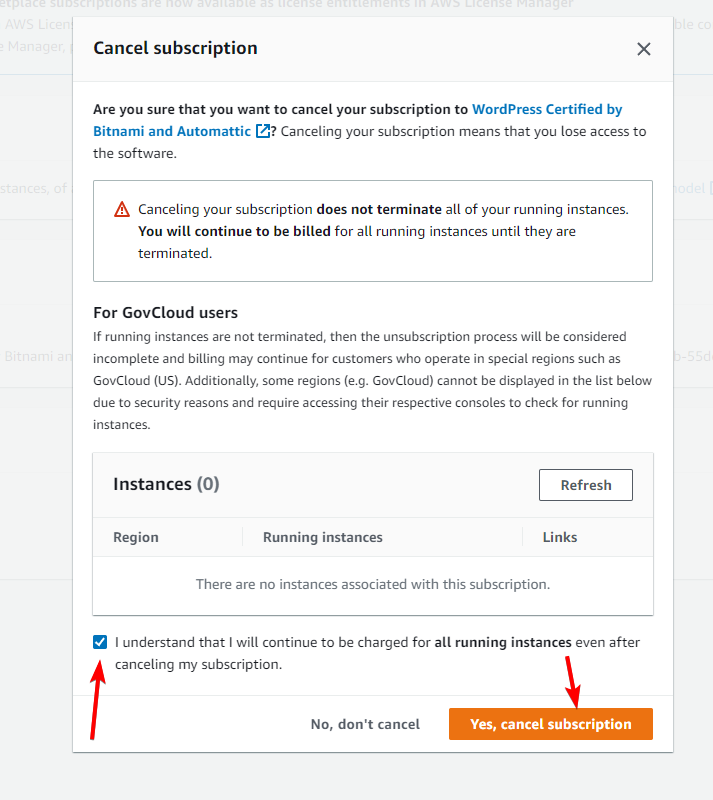 etplace subscriptions are now available as license entitlements in AWS License Manager
AWS Licens
ble co
e Manager,
Cancel subscription
Are you sure that you want to cancel your subscription to WordPress Certified by
Bitnami and Automattic ? Canceling your subscription means that you lose access to
the software.
stances, of
odel
Canceling your subscription does not terminate all of your running instances.
You will continue to be billed for all running instances until they are
terminated.
For GovCloud users
If running instances are not terminated, then the unsubscription process will be considered
incomplete and billing may continue for customers who operate in special regions such as
Bitnami an
b-55d
GovCloud (US). Additionally, some regions (e.g. GovCloud) cannot be displayed in the list below
due to security reasons and require accessing their respective consoles to check for running
instances.
Instances (0)
Refresh
Region Running instances Links
There are no instances associated with this subscription.
I understand that I will continue to be charged for all running instances even after
canceling my subscription.
No, don't cancel
Yes, cancel subscription